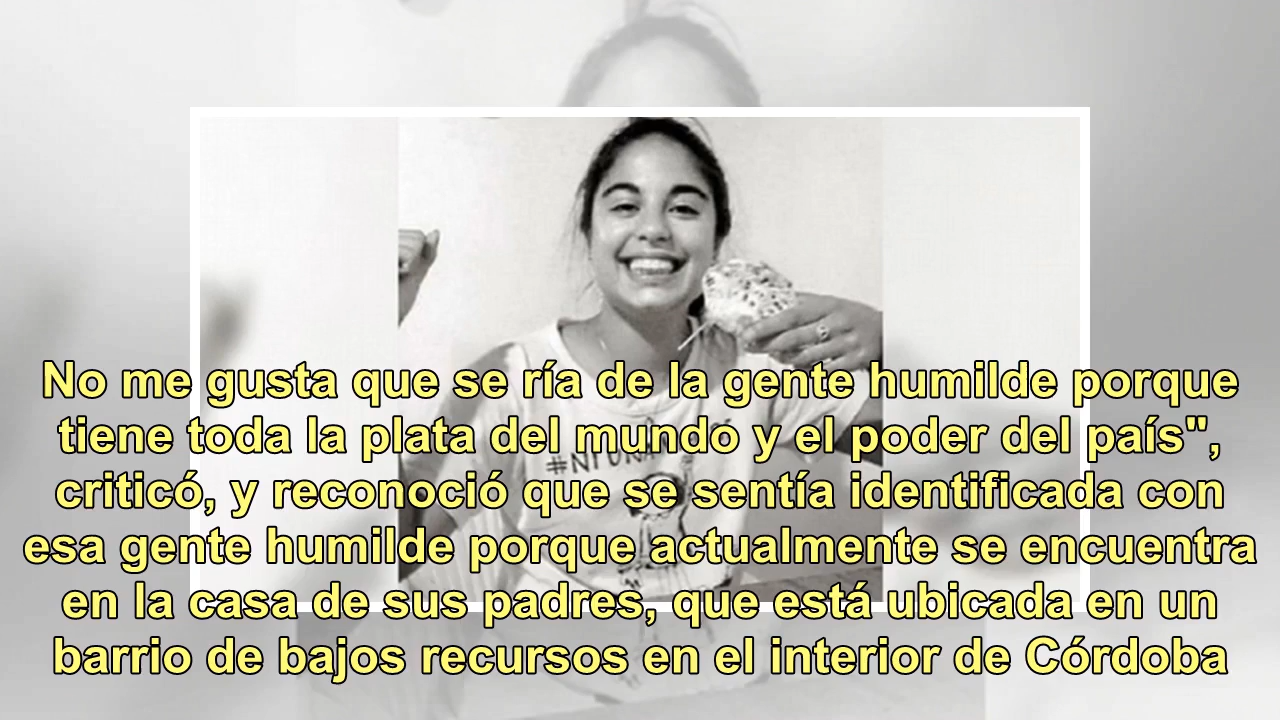 No me gusta que se ría de la gente humilde porque
tiene toda la plata del mundo y el poder del país",
criticó, y reconoció que se sentía identificada con
esa gente humilde porque actualmente se encuentra
en la casa de sus padres, que está ubicada en un
barrio de bajos recursos en el interior de Córdoba